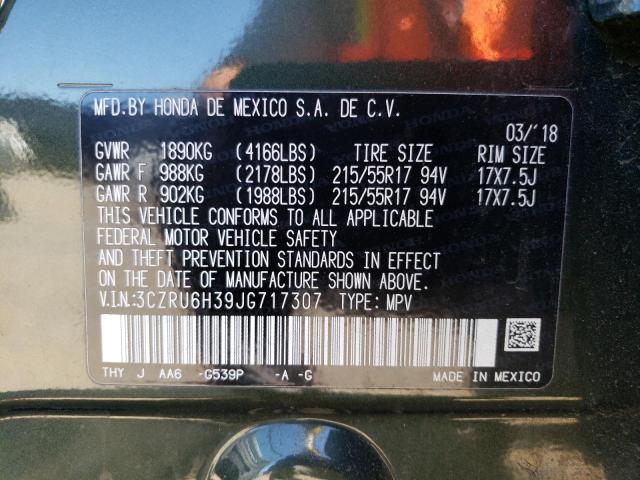 MFD.BY HONDA DE MEXICO S.A. DE C.V.
03/'18
GVWR 1890KG (4166LBS) TIRE SIZE RIM SIZE
GAWR F 988KG (2178LBS) 215/55R17 94V 17X7.5J
GAWR R 902KG (1988LBS) 215/55R17 94V 17X7.5J
THIS VEHICLE CONFORMS TO ALL APPLICABLE
FEDERAL MOTOR VEHICLE SAFETY
AND THEFT PREVENTION STANDARDS IN EFFECT
ON THE DATE OF MANUFACTURE SHOWN ABOVE.
V.I.N.:3CZRU6H39JG717307 TYPE: MPV
THY J AA6 -G539P -A -G
MADE IN MEXICO